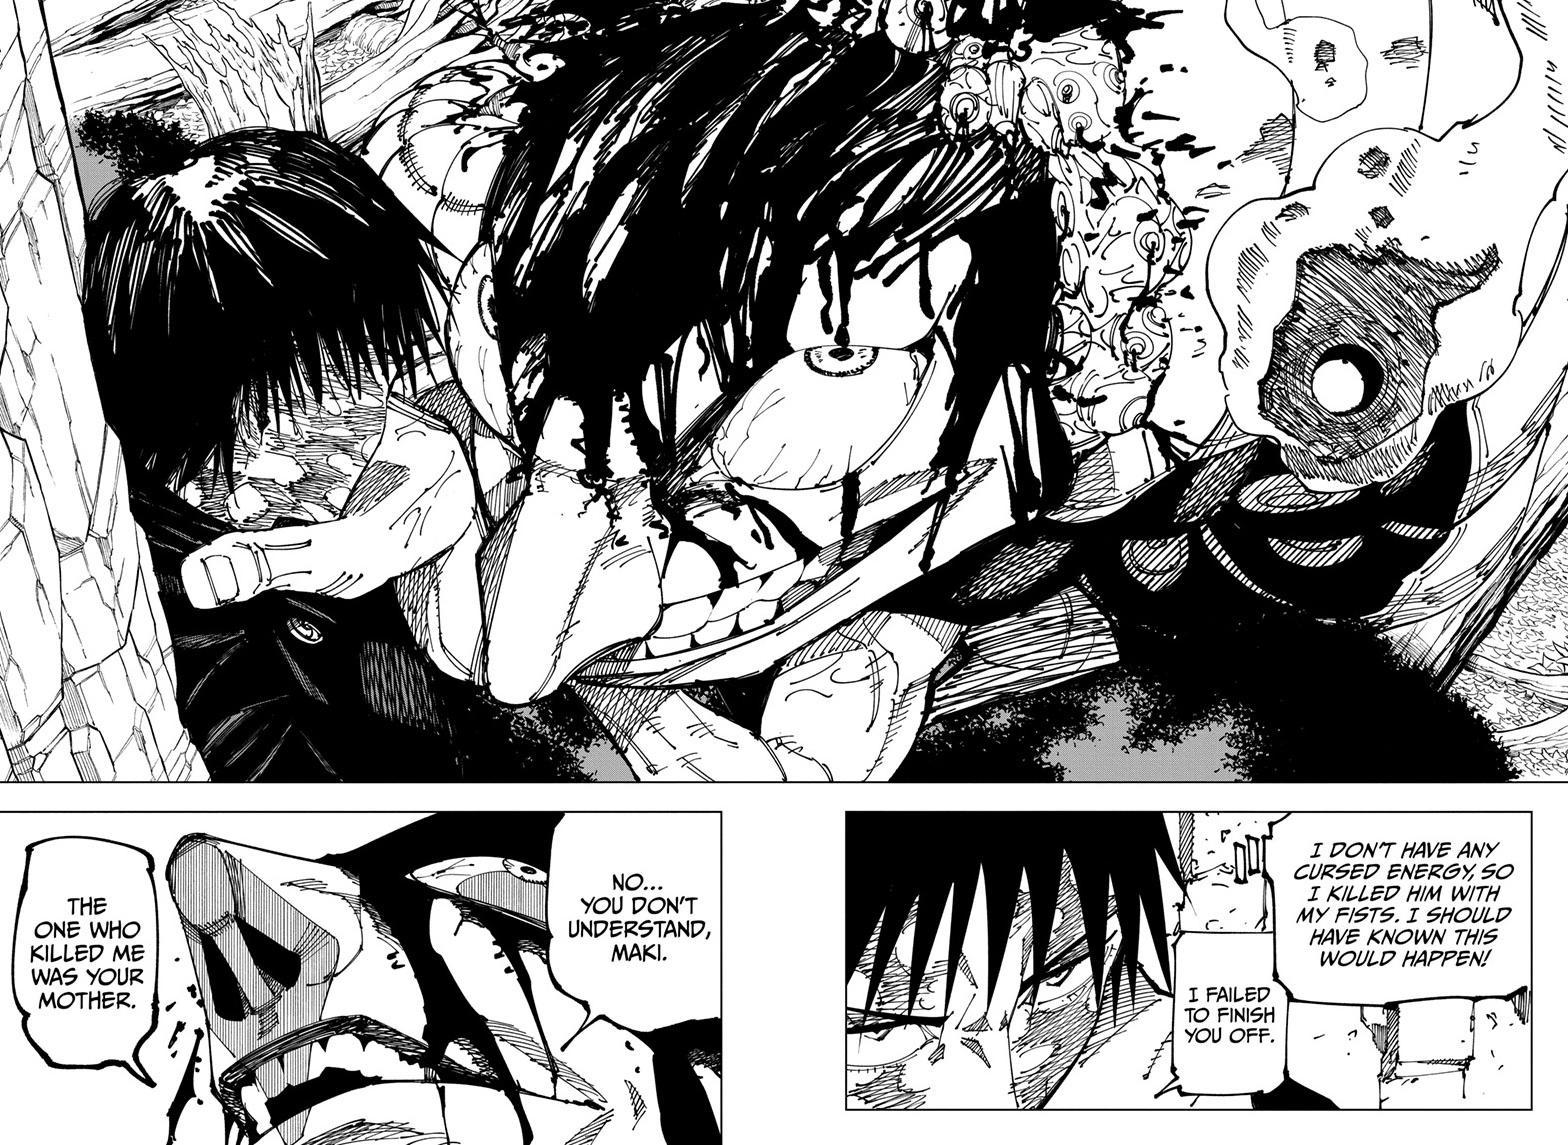 I DON'T HAVE ANY
CURSED ENERGY, SO
I KILLED HIM WITH
MY FISTS. I SHOULD
HAVE KNOWN THIS
WOULD HAPPEN!
I FAILED
TO FINISH
YOU OFF.
NO...
YOU DON'T
UNDERSTAND,
MAKI.
THE
ONE WHO
KILLED ME
WAS YOUR
MOTHER.